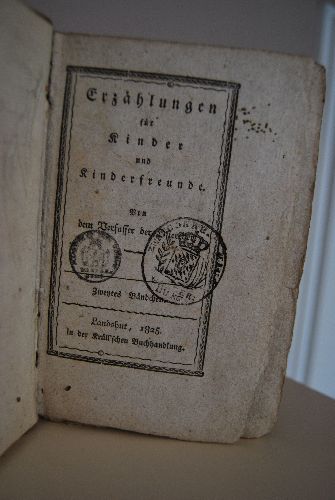 Erzählungen
für
Kinder
und
Kinderfreunde.
Von
dem Verfasser der
Zweytes Bändchen.
Landshut, 1825.
in der Krüll'schen Buchhandlung.